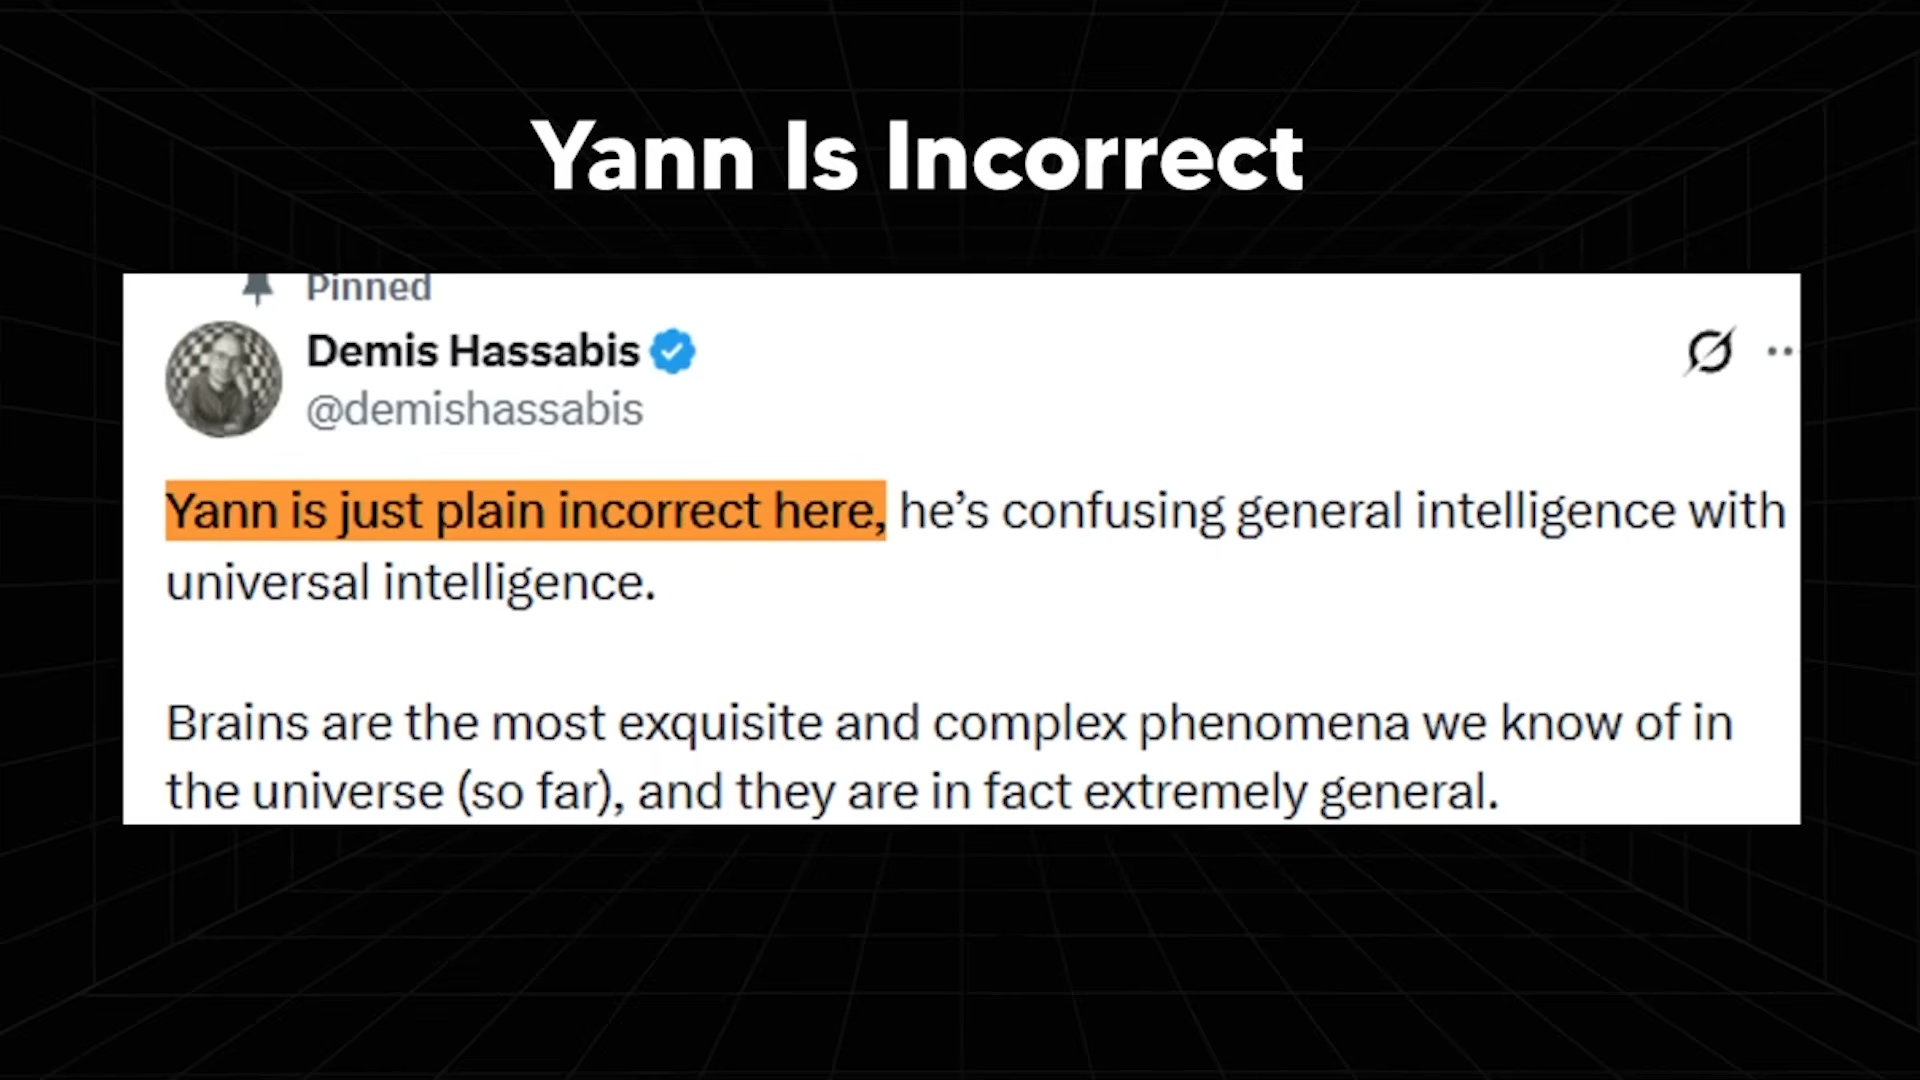 Yann Is Incorrect
Pinned
Demis Hassabis
@demishassabis
Yann is just plain incorrect here, he’s confusing general intelligence with
universal intelligence.
Brains are the most exquisite and complex phenomena we know of in
the universe (so far), and they are in fact extremely general.